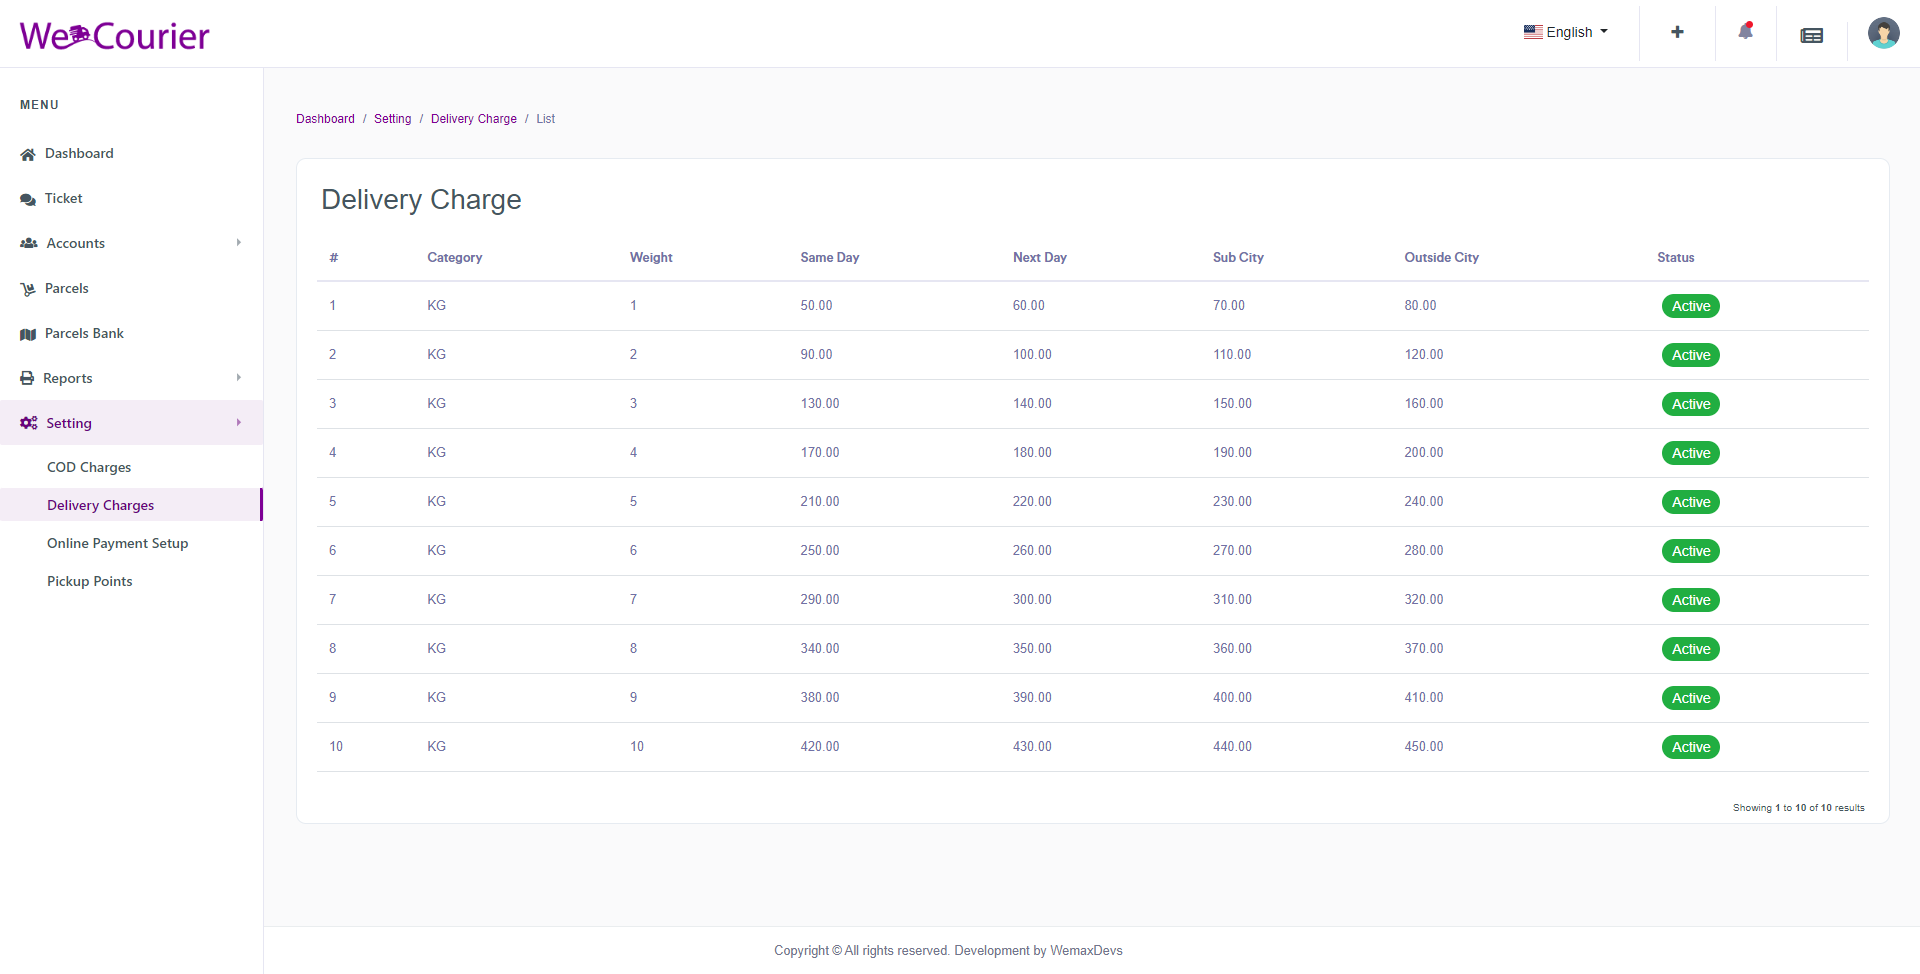 We Courier
English
MENU
Dashboard
Ticket
Accounts
Parcels
Parcels Bank
Reports
Setting
COD Charges
Delivery Charges
Online Payment Setup
Pickup Points
Dashboard / Setting / Delivery Charge / List
Delivery Charge
# Category Weight Same Day Next Day Sub City Outside City Status
1 KG 1 50.00 60.00 70.00 80.00 Active
2 KG 2 90.00 100.00 110.00 120.00 Active
3 KG 3 130.00 140.00 150.00 160.00 Active
4 KG 4 170.00 180.00 190.00 200.00 Active
5 KG 5 210.00 220.00 230.00 240.00 Active
6 KG 6 250.00 260.00 270.00 280.00 Active
7 KG 7 290.00 300.00 310.00 320.00 Active
8 KG 8 340.00 350.00 360.00 370.00 Active
9 KG 9 380.00 390.00 400.00 410.00 Active
10 KG 10 420.00 430.00 440.00 450.00 Active
Showing 1 to 10 of 10 results
Copyright © All rights reserved. Development by WemaxDevs